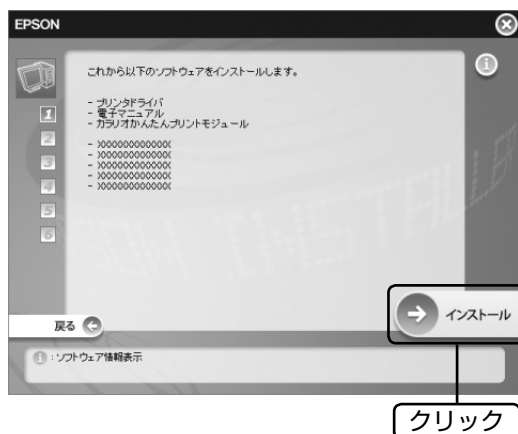 EPSON
これから以下のソフトウェアをインストールします。
- プリンタドライバ
- 電子マニュアル
- カラリオかんたんプリントモジュール
- XXXXXXXXXXXXX
- XXXXXXXXXXXXX
- XXXXXXXXXXXXX
- XXXXXXXXXXXXX
- XXXXXXXXXXXXX
1
2
3
4
5
6
インストール
戻る
i : ソフトウェア情報表示
クリック